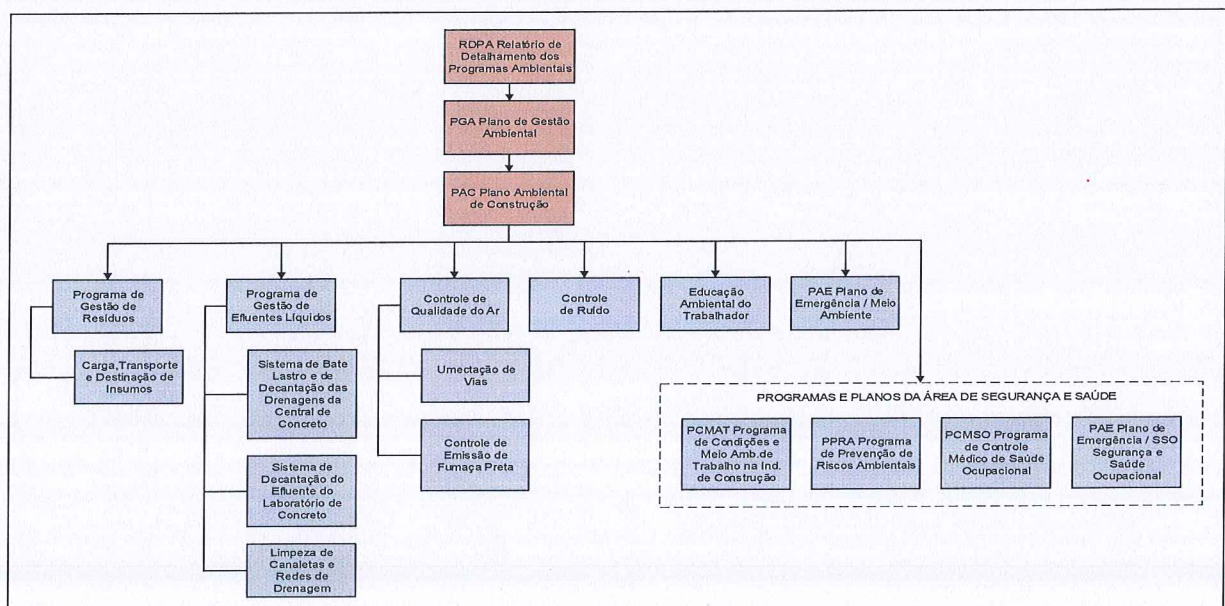 RDPA Relatório de
Detalhamento dos
Programas Ambientais
PGA Plano de Gestão
Ambiental
PAC Plano Ambiental
de Construção
Programa de
Gestão de
Resíduos
Programa de
Gestão de
Efluentes Líquidos
Controle de
Qualidade do Ar
Controle
de Ruído
Educação
Ambiental do
Trabalhador
PAE Plano de
Emergência / Meio
Ambiente
Carga,Transporte
e Destinação de
Insumos
Sistema de Bate
Lastro e de
Decantação das
Drenagens da
Central de
Concreto
Umectação de
Vias
Controle de
Emissão de
Fumaça Preta
Sistema de
Decantação do
Efluente do
Laboratório de
Concreto
Limpeza de
Canaletas e
Redes de
Drenagem
PROGRAMAS E PLANOS DA ÁREA DE SEGURANÇA E SAÚDE
PCMAT Programa
de Condições e
Meio Amb.de
Trabalho na Ind.
de Construção
PPRA Programa
de Prevenção de
Riscos Ambientais
PCMSO Programa
de Controle
Médico de Saúde
Ocupacional
PAE Plano de
Emergência / SSO
Segurança e
Saúde
Ocupacional